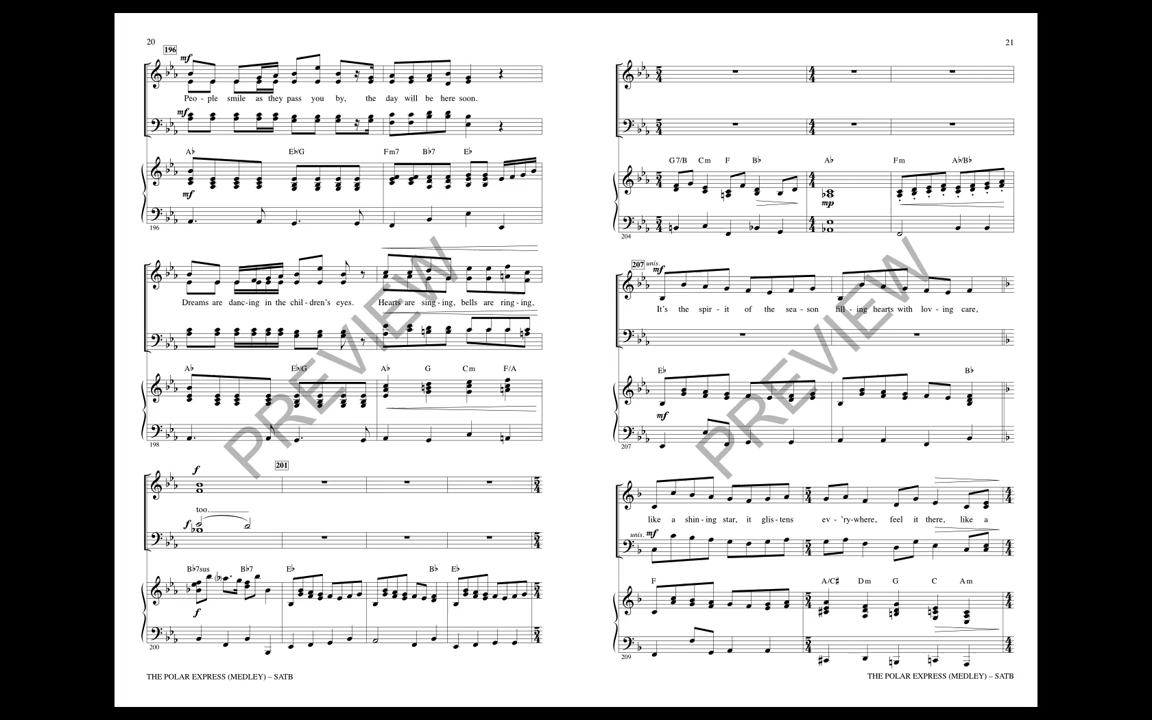 20
196
mf
Peo - ple smile as they pass you by, the day will be here soon.
mf
A♭ E♭/G Fm7 B♭7 E♭
mf
196
Dreams are danc - ing in the chil - dren's eyes. Hearts are sing - ing, bells are ring - ing,
A♭ E♭/G A♭ G Cm F/A
198
f
201
too.
f
B♭7sus B♭7 E♭ B♭ E♭
f
200
THE POLAR EXPRESS (MEDLEY) – SATB
21
G7/B Cm F B♭ A♭ Fm A♭/B♭
mp
204
207 unis.
mf
It's the spir - it of the sea - son fill - ing hearts with lov - ing care,
E♭ B♭
mf
207
like a shin - ing star, it glis - tens ev - 'ry-where, feel it there, like a
unis. mf
F A/C♯ Dm G C Am
209
THE POLAR EXPRESS (MEDLEY) – SATB
PREVIEW
PREVIEW